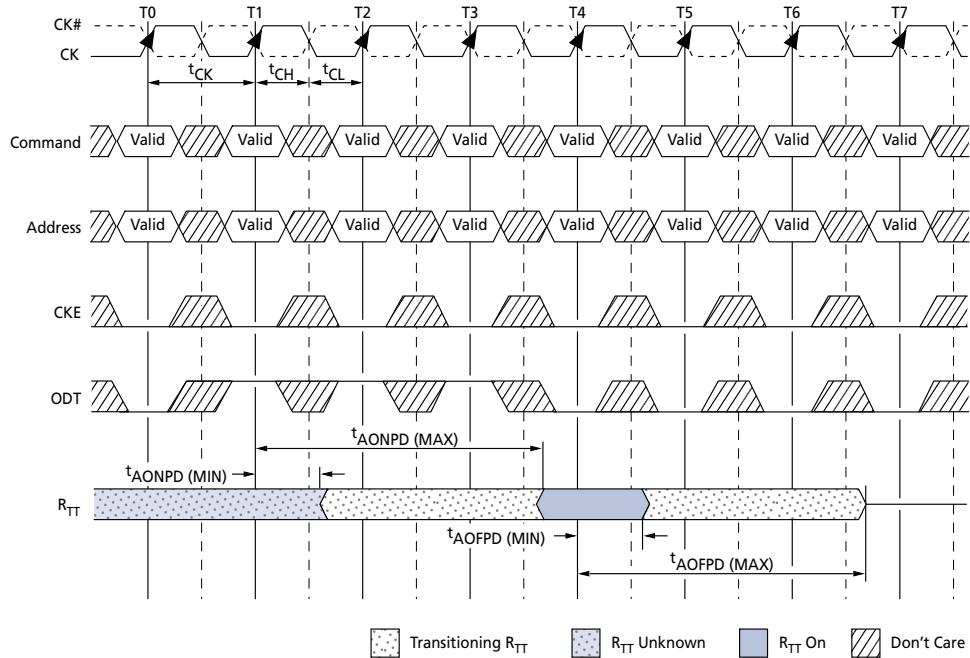 T0 T1 T2 T3 T4 T5 T6 T7
CK#
CK
tCK tCH tCL
Command Valid Valid Valid Valid Valid Valid Valid Valid
Address Valid Valid Valid Valid Valid Valid Valid Valid
CKE
ODT
tAONPD (MAX)
tAONPD (MIN)
RTT
tAOFPD (MIN)
tAOFPD (MAX)
Transitioning RTT RTT Unknown RTT On Don't Care